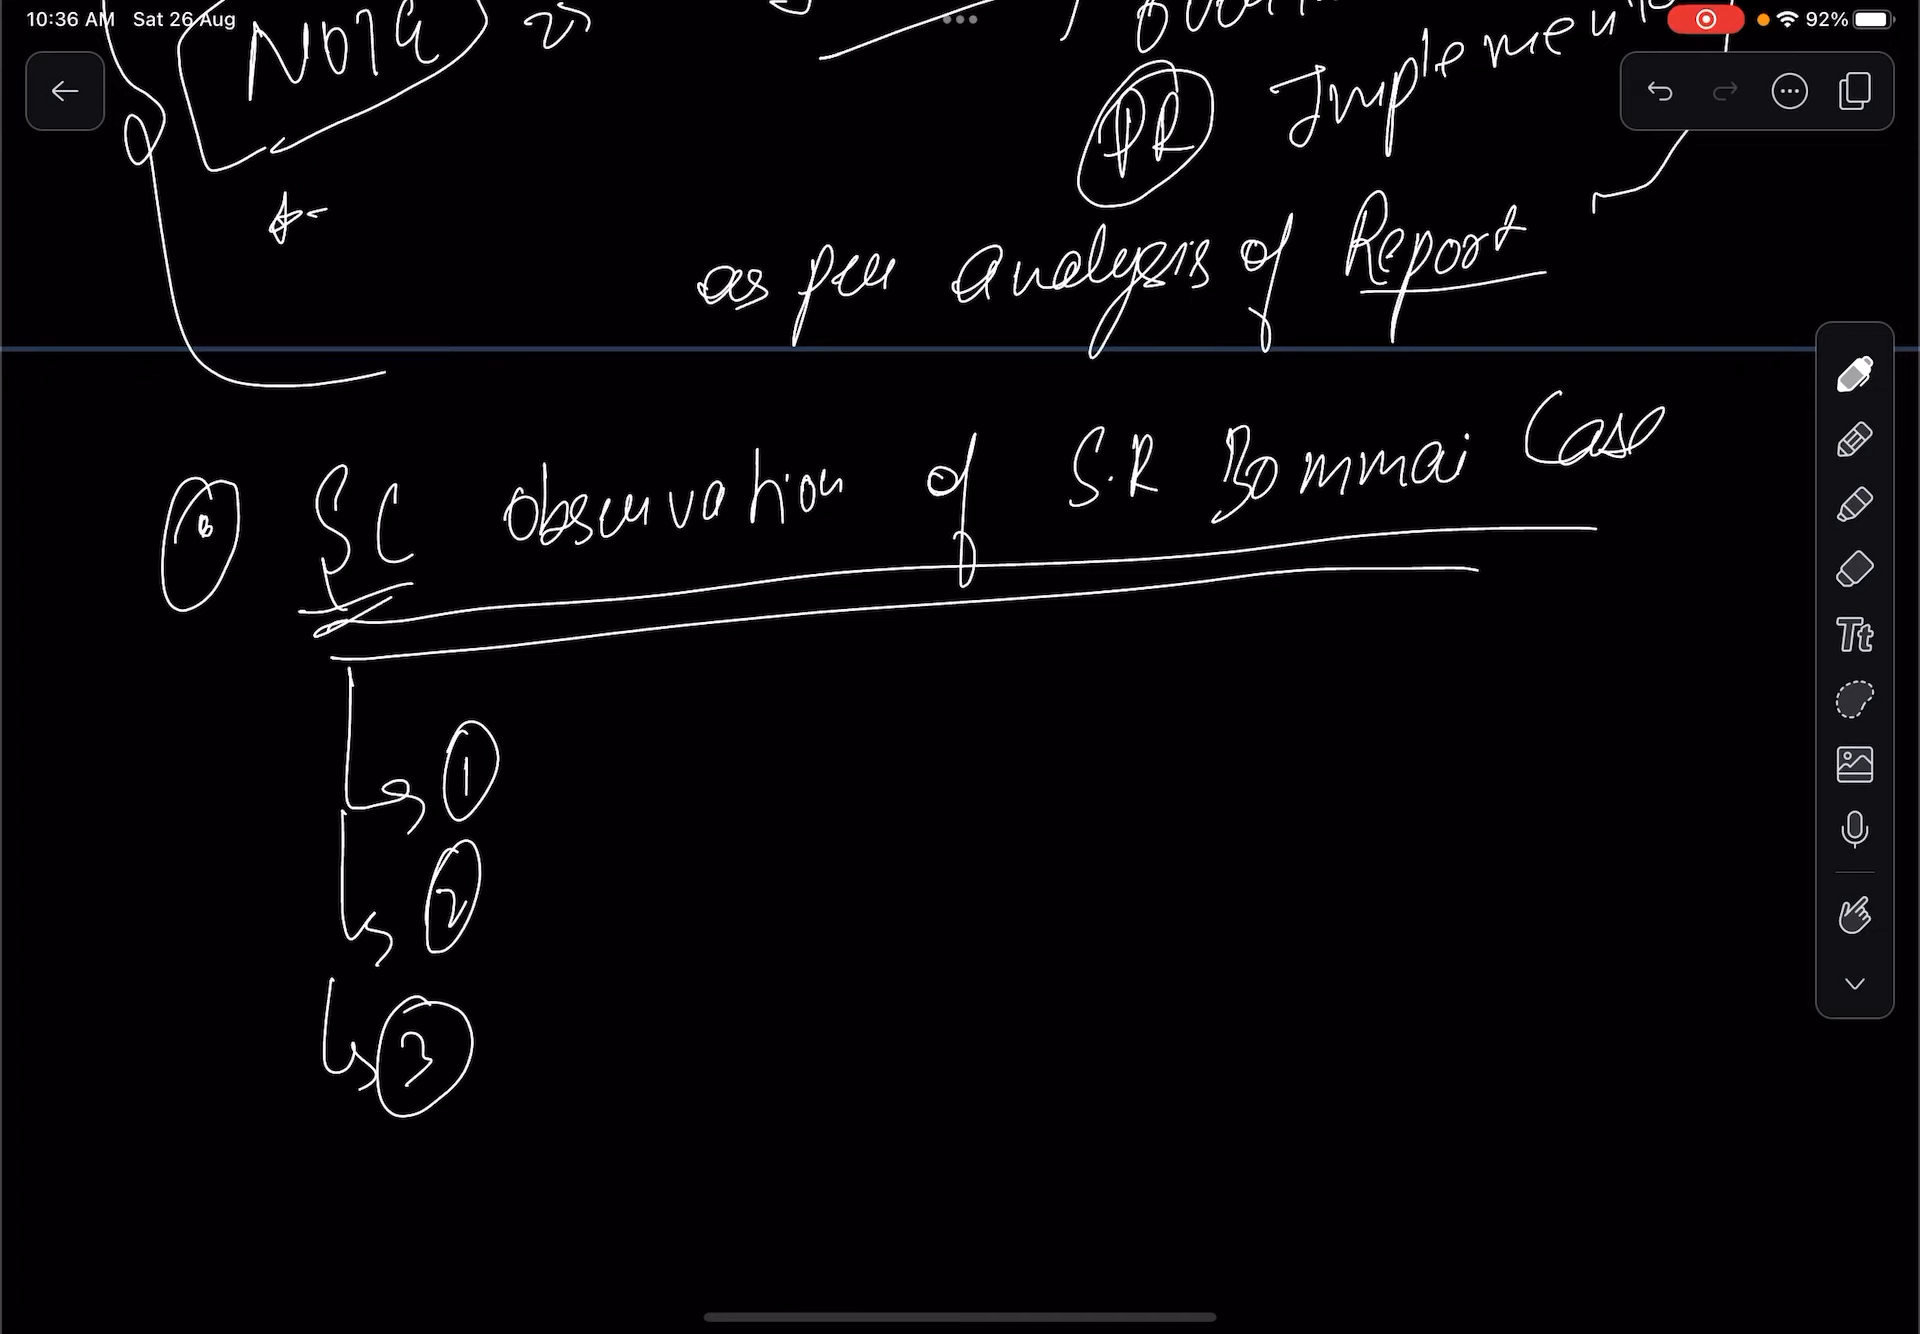 10:36 AM Sat 26 Aug
92%
NOTE
PR Implement
as per analysis of Report
Tt
SC observation of S.R Bommai Case
1
2
3